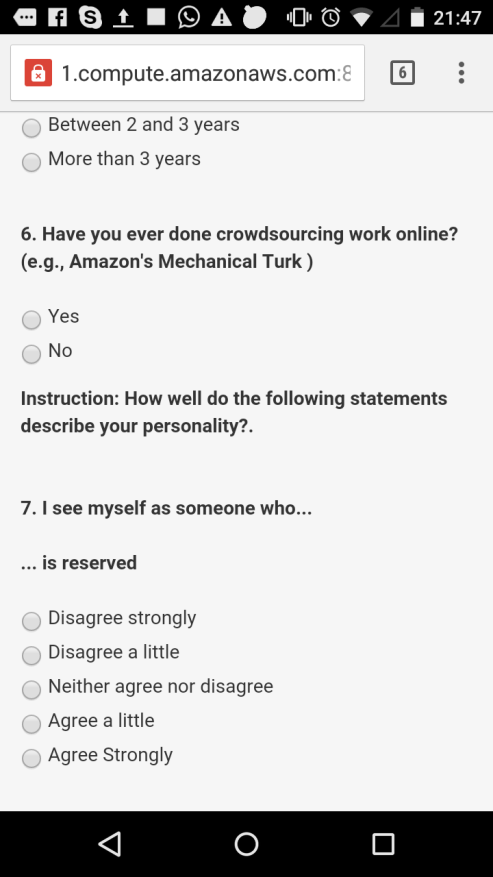 21:47
1.compute.amazonaws.com:8
6
Between 2 and 3 years
More than 3 years
6. Have you ever done crowdsourcing work online?
(e.g., Amazon's Mechanical Turk )
Yes
No
Instruction: How well do the following statements
describe your personality?.
7. I see myself as someone who...
... is reserved
Disagree strongly
Disagree a little
Neither agree nor disagree
Agree a little
Agree Strongly